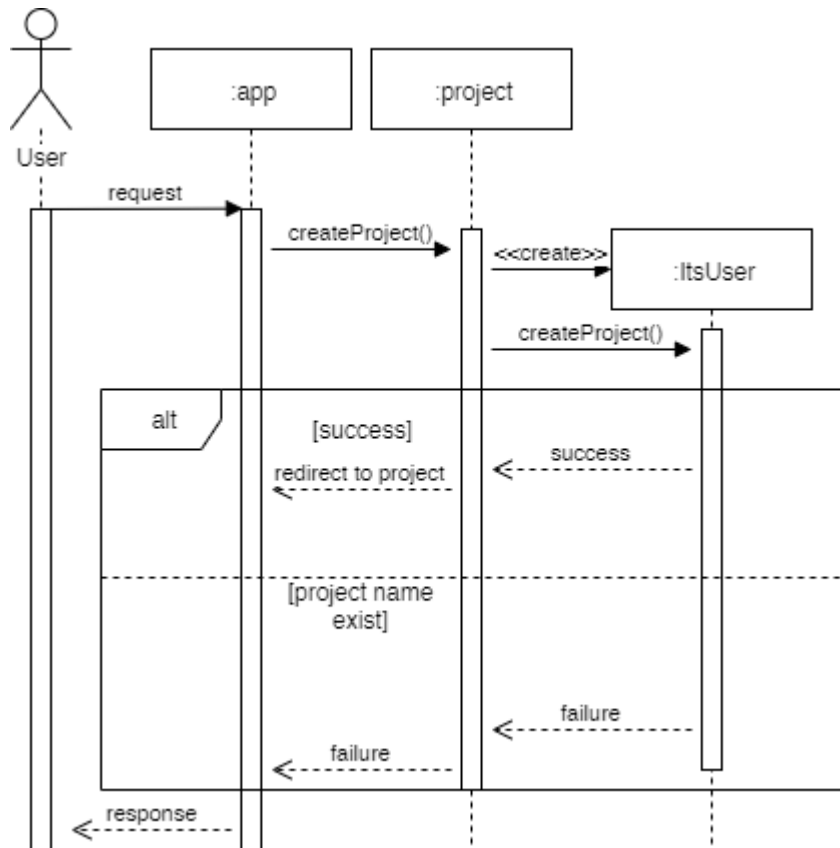 :app
:project
User
request
createProject()
<<create>>
:ItsUser
createProject()
alt
[success]
success
redirect to project
[project name
exist]
failure
failure
response